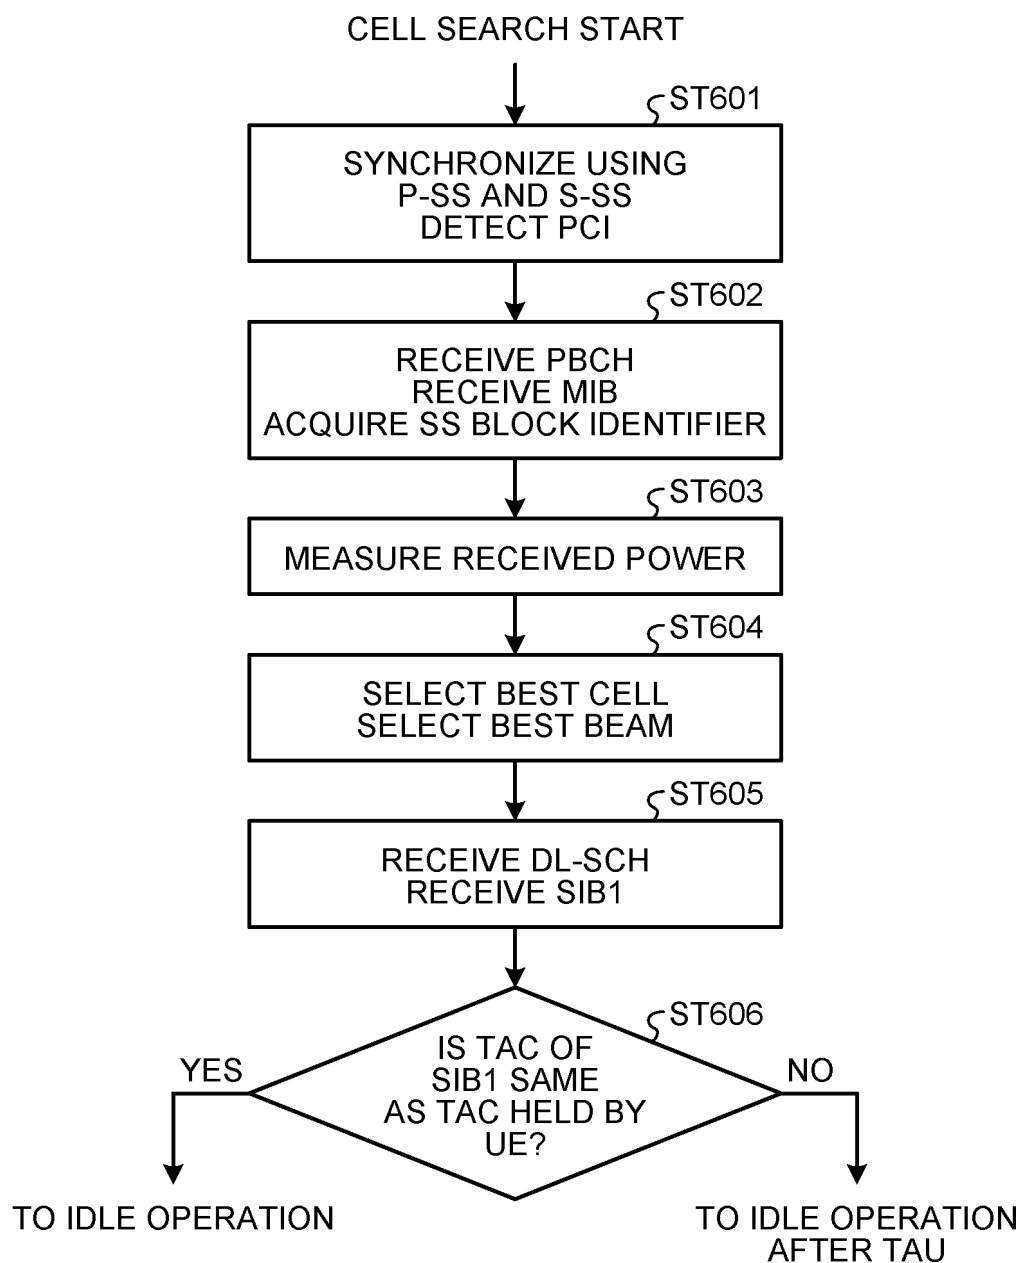 CELL SEARCH START
ST601
SYNCHRONIZE USING
P-SS AND S-SS
DETECT PCI
ST602
RECEIVE PBCH
RECEIVE MIB
ACQUIRE SS BLOCK IDENTIFIER
ST603
MEASURE RECEIVED POWER
ST604
SELECT BEST CELL
SELECT BEST BEAM
ST605
RECEIVE DL-SCH
RECEIVE SIB1
ST606
IS TAC OF
SIB1 SAME
AS TAC HELD BY
UE?
YES
NO
TO IDLE OPERATION
TO IDLE OPERATION
AFTER TAU